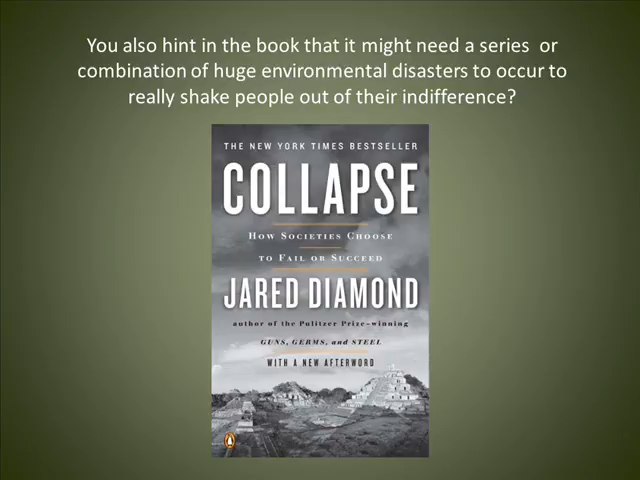 You also hint in the book that it might need a series  or
combination of huge environmental disasters to occur to
really shake people out of their indifference?
THE NEW YORK TIMES BESTSELLER
COLLAPSE
HOW SOCIETIES CHOOSE
TO FAIL OR SUCCEED
JARED DIAMOND
author of the Pulitzer Prize–winning
GUNS, GERMS, and STEEL
WITH A NEW AFTERWORD